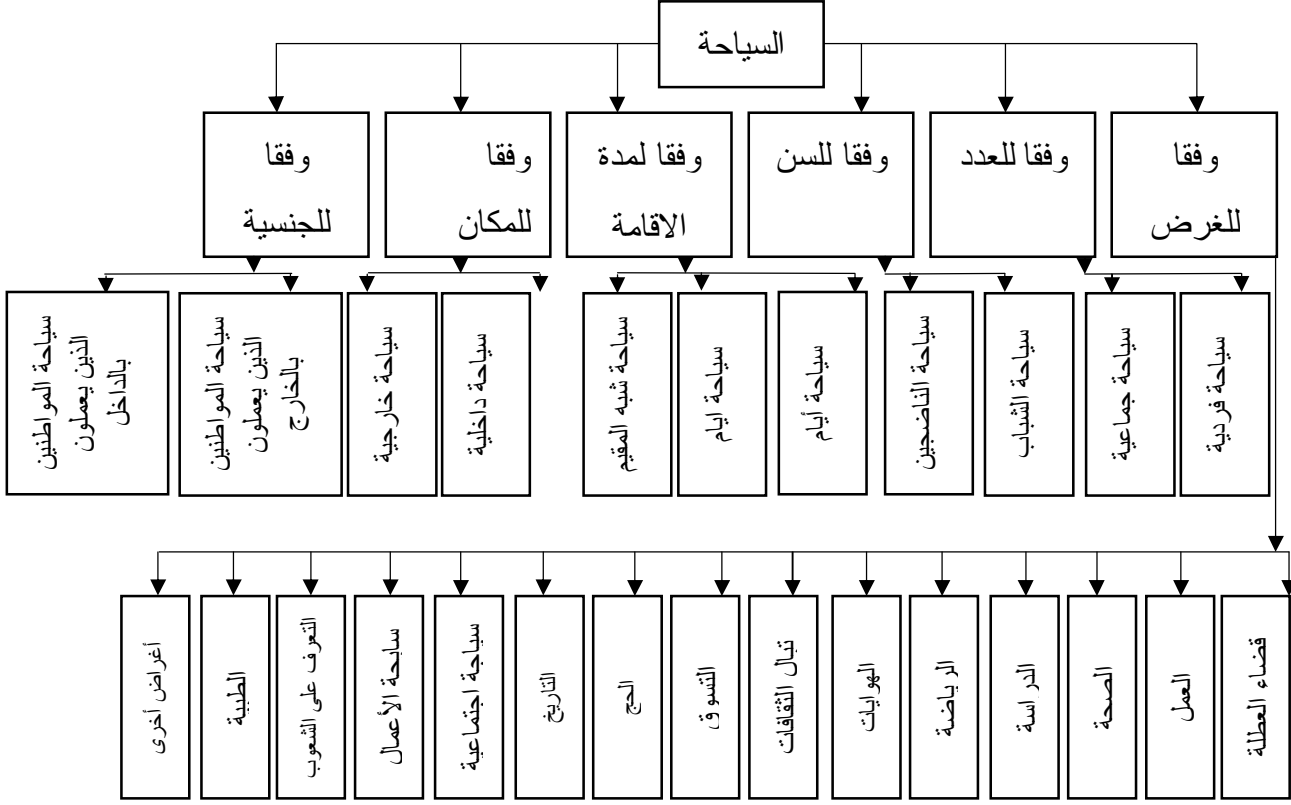 السياحة
وفقا
للغرض
وفقا للعدد
وفقا للسن
وفقا لمدة
الاقامة
وفقا
للمكان
وفقا
للجنسية
سياحة فردية
سياحة جماعية
سياحة الشباب
سياحة الناضجين
سياحة أيام
سياحة ايام
سياحة شبه المقيم
سياحة داخلية
سياحة خارجية
سياحة المواطنين
الذين يعملون
بالخارج
سياحة المواطنين
الذين يعملون
بالداخل
قضاء العطلة
العمل
الصحة
الدراسة
الرياضة
الهوايات
تبال الثقافات
التسوق
الحج
التاريخ
سياجة اجتماعية
سابحة الأعمال
التعرف على الشعوب
الطبية
أغراض أخرى